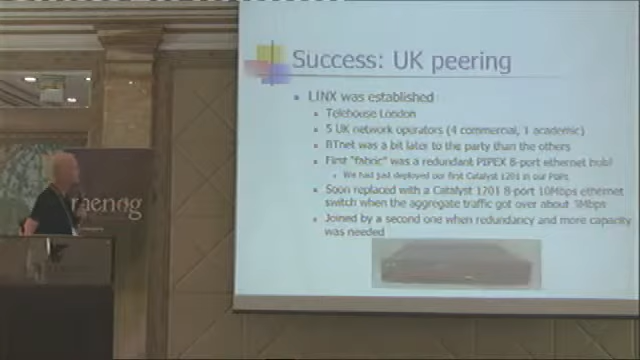 Success: UK peering
LINX was established
Telehouse London
5 UK network operators (4 commercial, 1 academic)
BTnet was a bit later to the party than the others
First "fabric" was a redundant PIPEX 8-port ethernet hub!
We had just deployed our first Catalyst 1201 in our PoPs
Soon replaced with a Catalyst 1201 8-port 10Mbps ethernet
switch when the aggregate traffic got over about 5Mbps
Joined by a second one when redundancy and more capacity
was needed
aenog